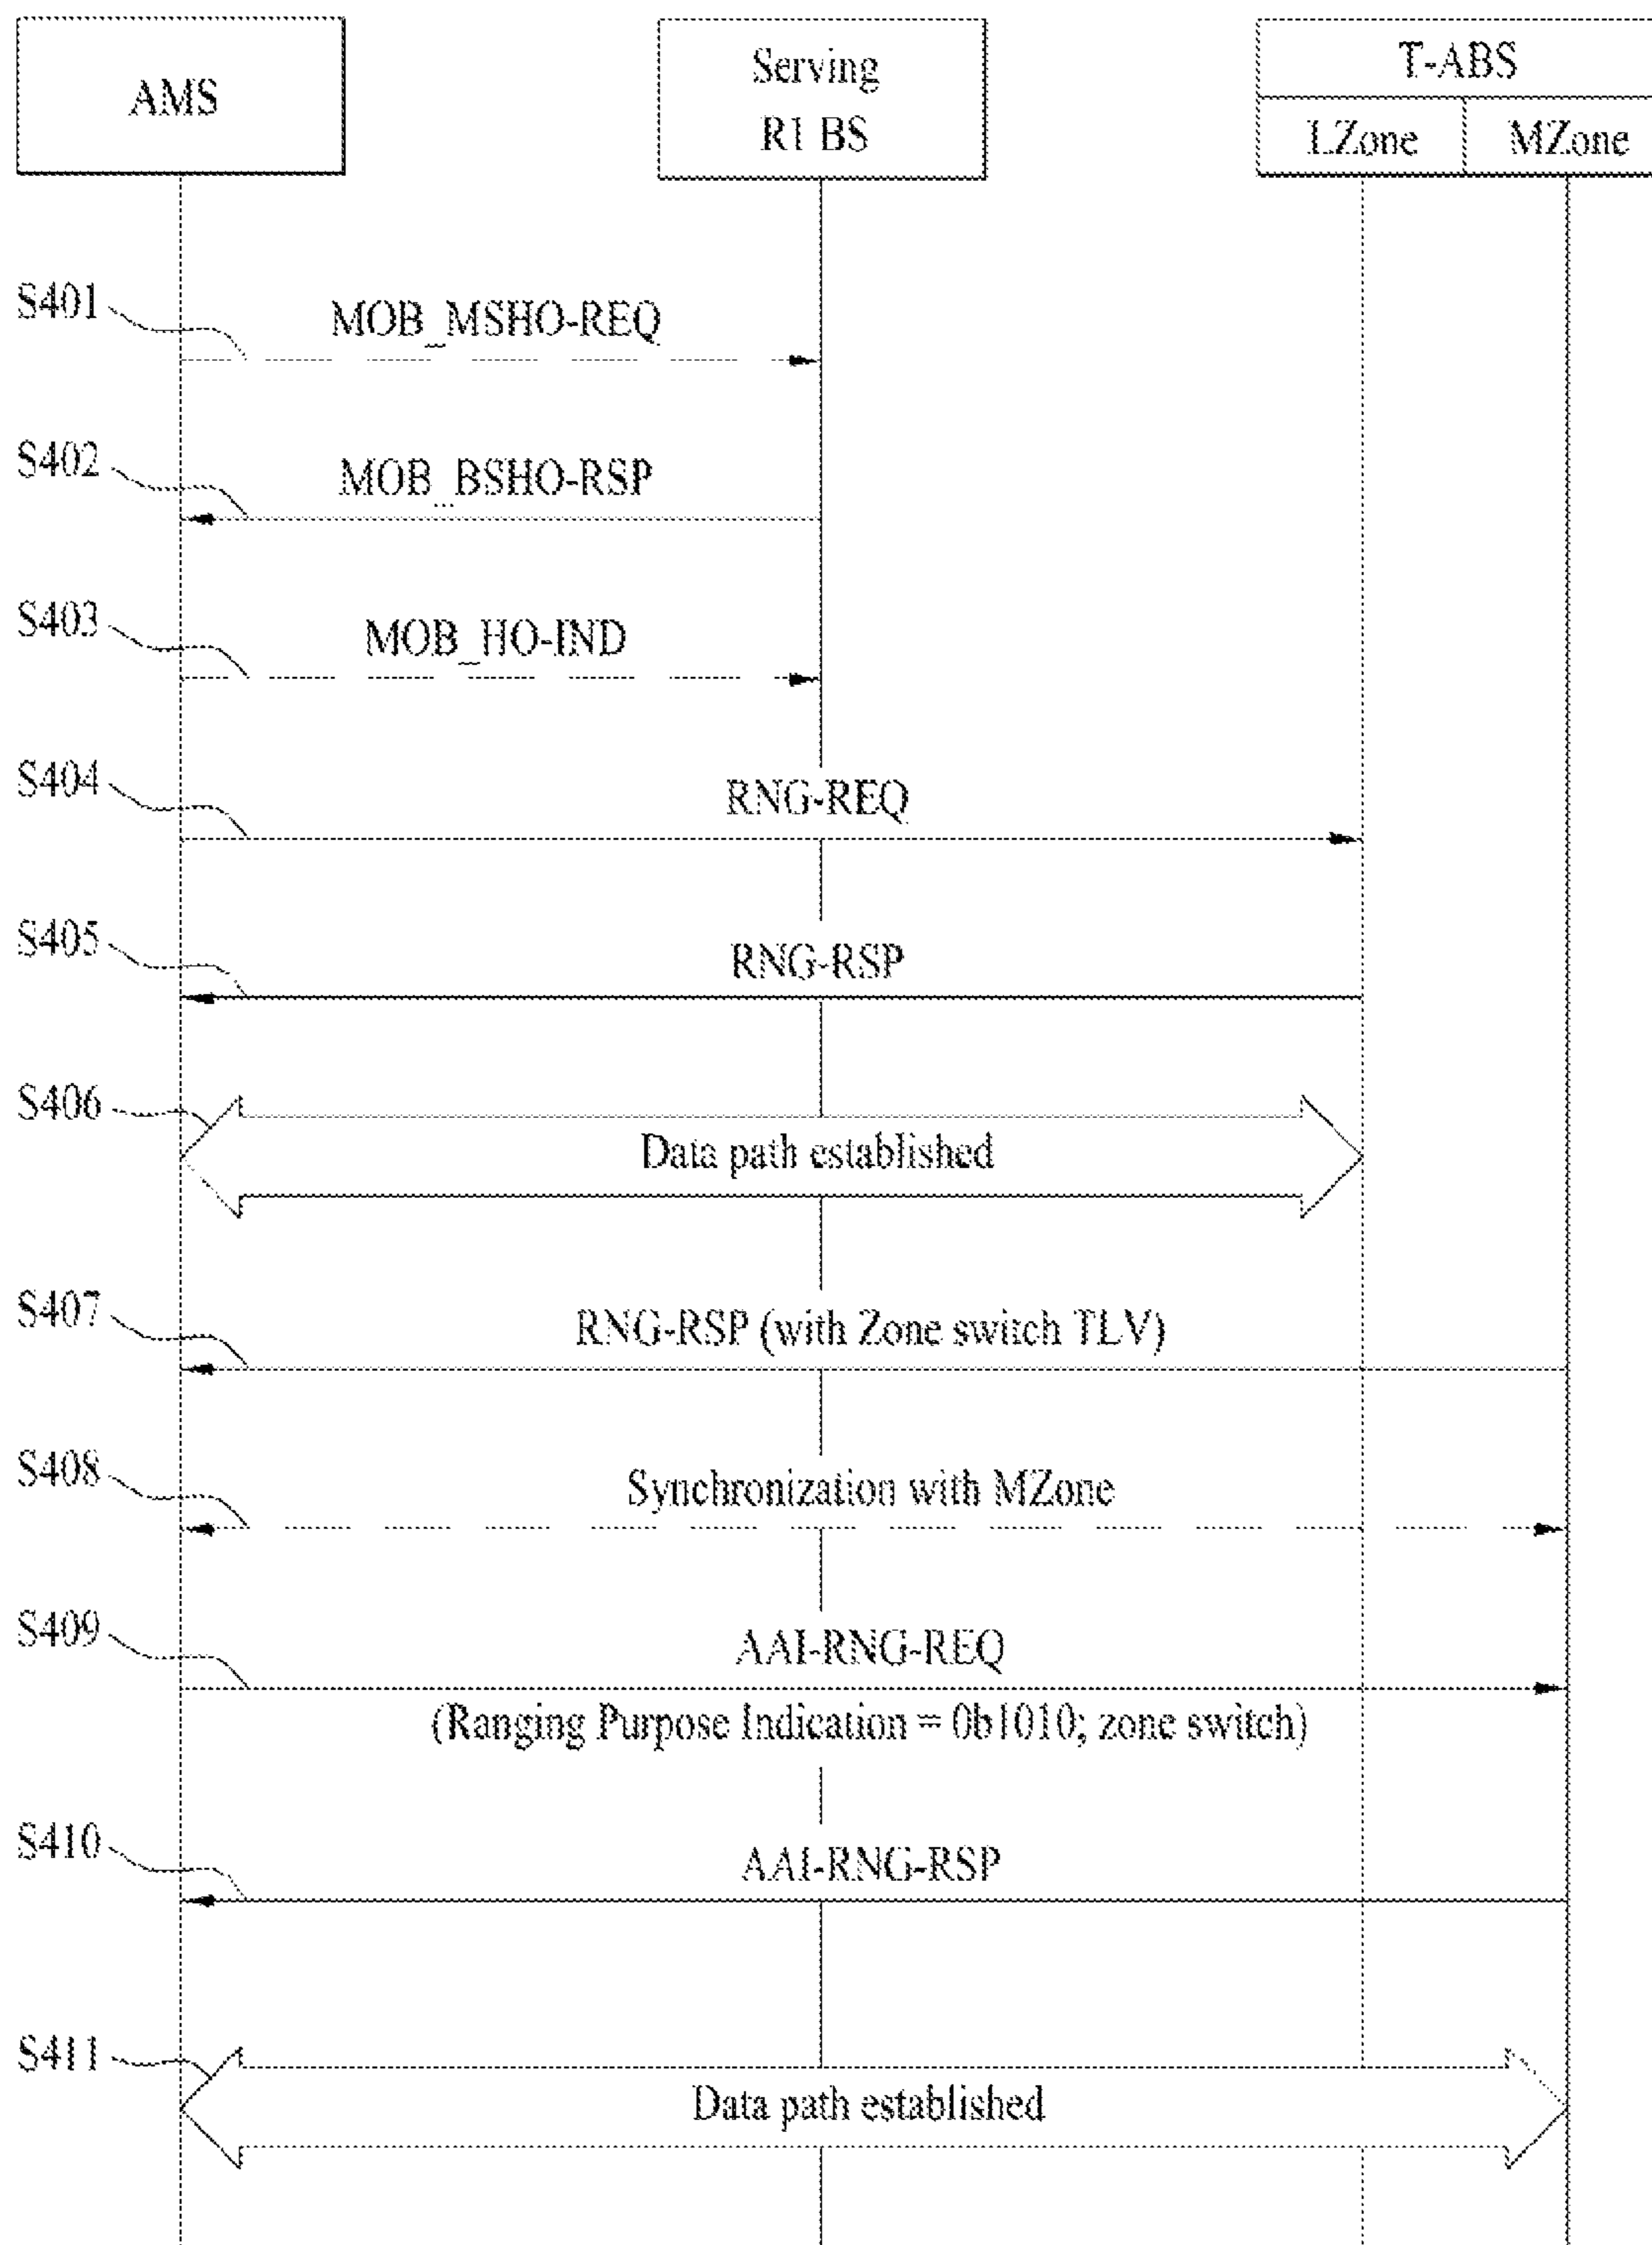 AMS
Serving
R1 BS
T-ABS
LZone
MZone
S401
MOB_MSHO-REQ
S402
MOB_BSHO-RSP
S403
MOB_HO-IND
S404
RNG-REQ
S405
RNG-RSP
S406
Data path established
S407
RNG-RSP (with Zone switch TLV)
S408
Synchronization with MZone
S409
AAI-RNG-REQ
(Ranging Purpose Indication = 0b1010; zone switch)
S410
AAI-RNG-RSP
S411
Data path established